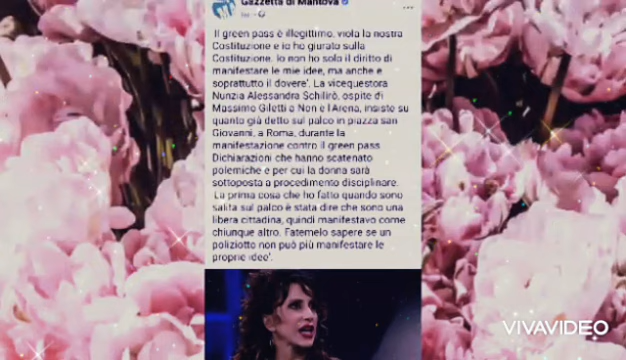 Gazzetta di Mantova
'Il green pass è illegittimo, viola la nostra
Costituzione e io ho giurato sulla
Costituzione. Io non ho solo il diritto di
manifestare le mie idee, ma anche e
soprattutto il dovere'. La vicequestora
Nunzia Alessandra Schilirò, ospite di
Massimo Giletti a Non è l'Arena, insiste su
quanto già detto sul palco in piazza san
Giovanni, a Roma, durante la
manifestazione contro il green pass
Dichiarazioni che hanno scatenato
polemiche e per cui la donna sarà
sottoposta a procedimento disciplinare.
'La prima cosa che ho fatto quando sono
salita sul palco è stata dire che sono una
libera cittadina, quindi manifestavo come
chiunque altro. Fatemelo sapere se un
poliziotto non può più manifestare le
proprie idee'.
VIVAVIDEO